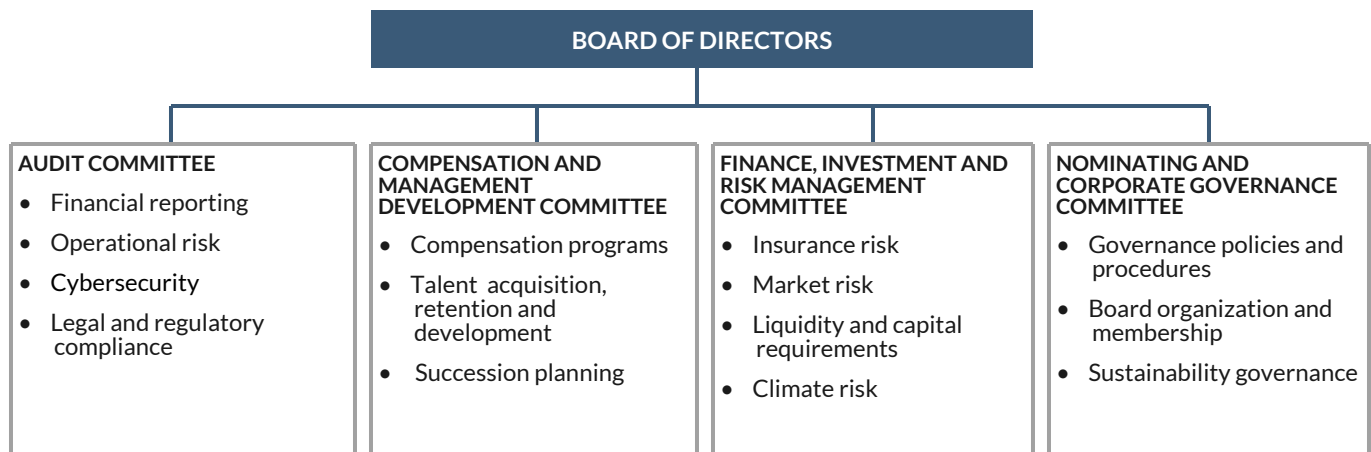 BOARD OF DIRECTORS
AUDIT COMMITTEE
• Financial reporting
• Operational risk
• Cybersecurity
• Legal and regulatory
compliance
COMPENSATION AND
MANAGEMENT
DEVELOPMENT COMMITTEE
• Compensation programs
• Talent acquisition,
retention and
development
• Succession planning
FINANCE, INVESTMENT AND
RISK MANAGEMENT
COMMITTEE
• Insurance risk
• Market risk
• Liquidity and capital
requirements
• Climate risk
NOMINATING AND
CORPORATE GOVERNANCE
COMMITTEE
• Governance policies and
procedures
• Board organization and
membership
• Sustainability governance